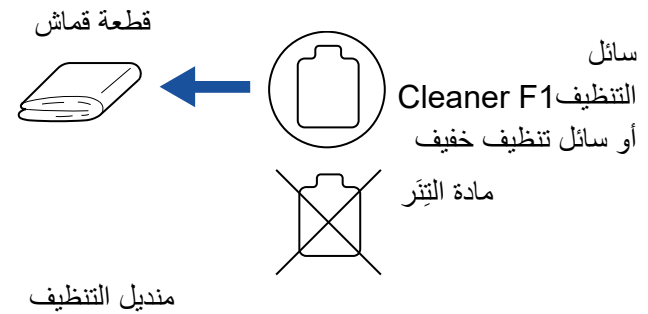 قطعة قماش
سائل
التنظيفCleaner F1
أو سائل تنظيف خفيف
مادة التِنَر
منديل التنظيف